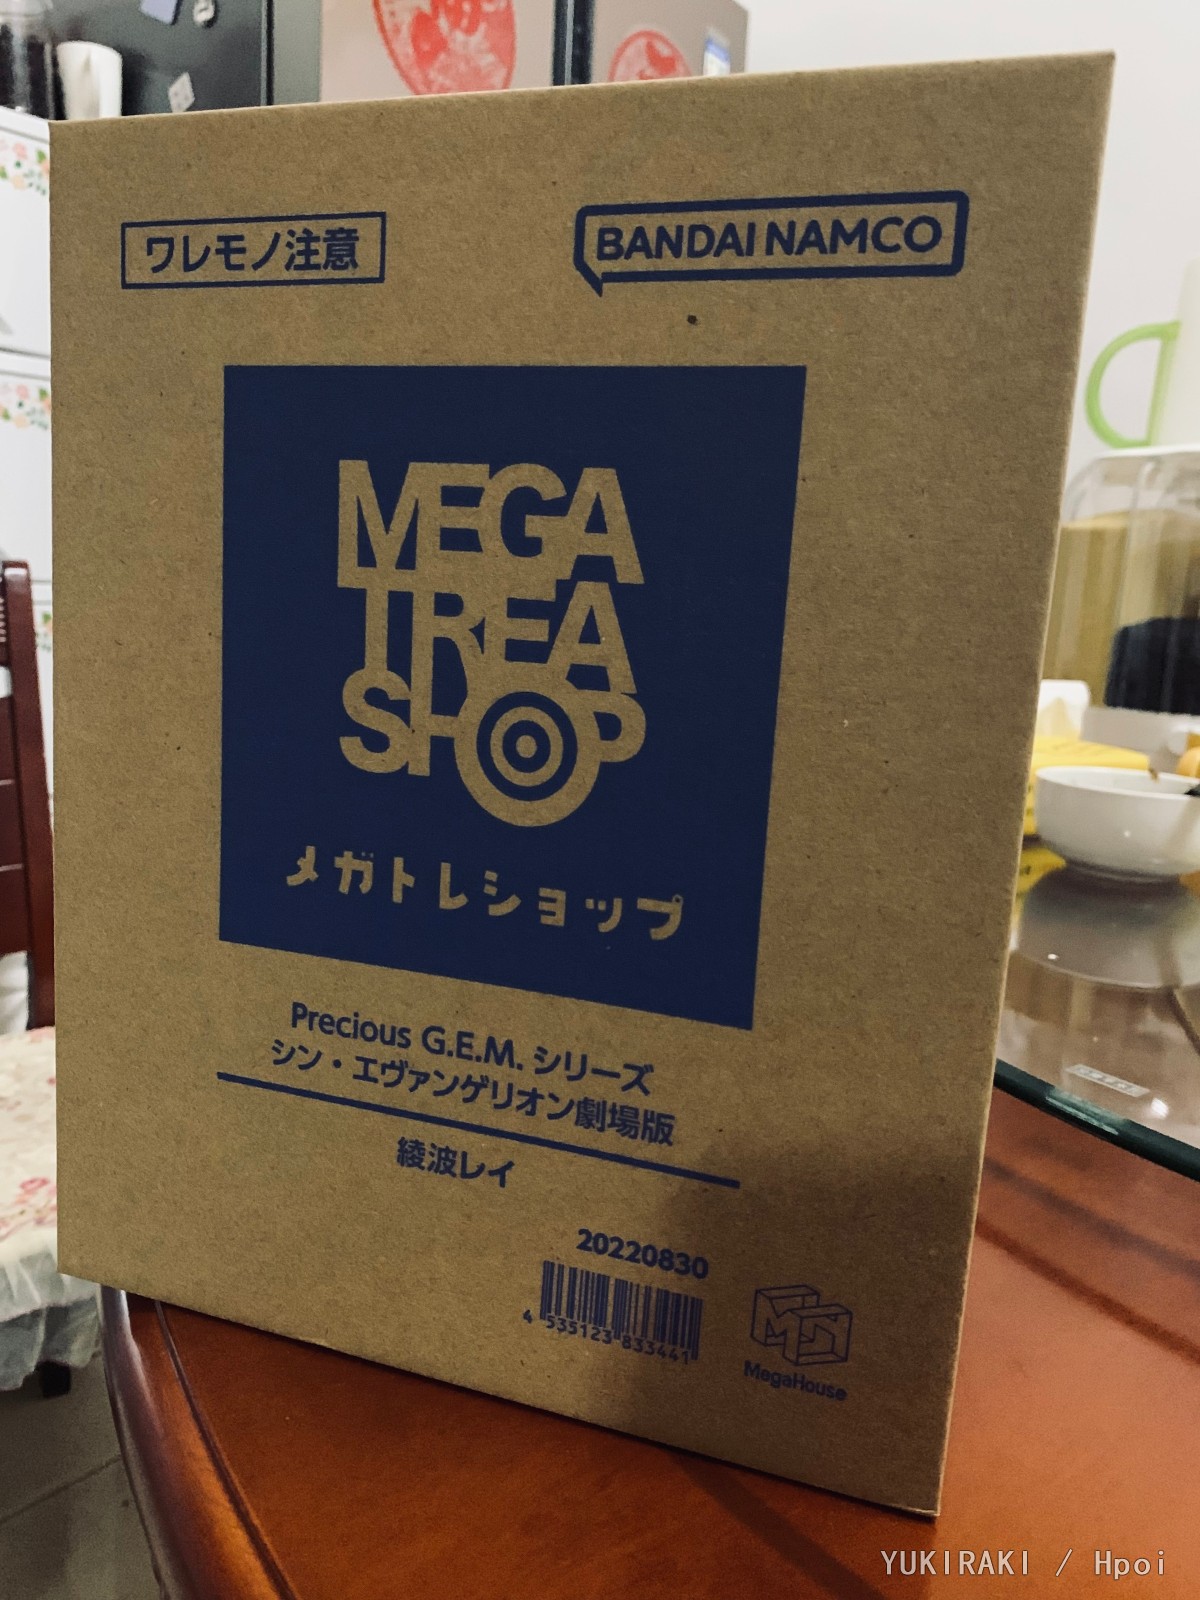 ワレモノ注意
BANDAI NAMCO
MEGA
TREA
SHOP
メガトレショップ
Precious G.E.M. シリーズ
シン・エヴァンゲリオン劇場版
綾波レイ
20220830
4 535123 833441
MegaHouse
YUKIRAKI / Hpoi